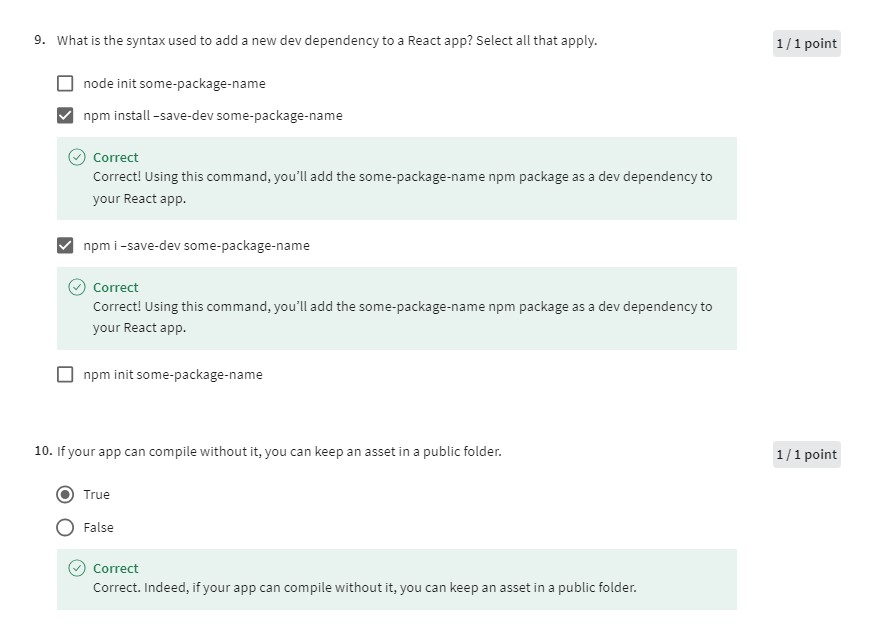 9. What is the syntax used to add a new dev dependency to a React app? Select all that apply.
1 / 1 point
node init some-package-name
npm install –save-dev some-package-name
Correct
Correct! Using this command, you’ll add the some-package-name npm package as a dev dependency to
your React app.
npm i –save-dev some-package-name
Correct
Correct! Using this command, you’ll add the some-package-name npm package as a dev dependency to
your React app.
npm init some-package-name
10. If your app can compile without it, you can keep an asset in a public folder.
1 / 1 point
True
False
Correct
Correct. Indeed, if your app can compile without it, you can keep an asset in a public folder.